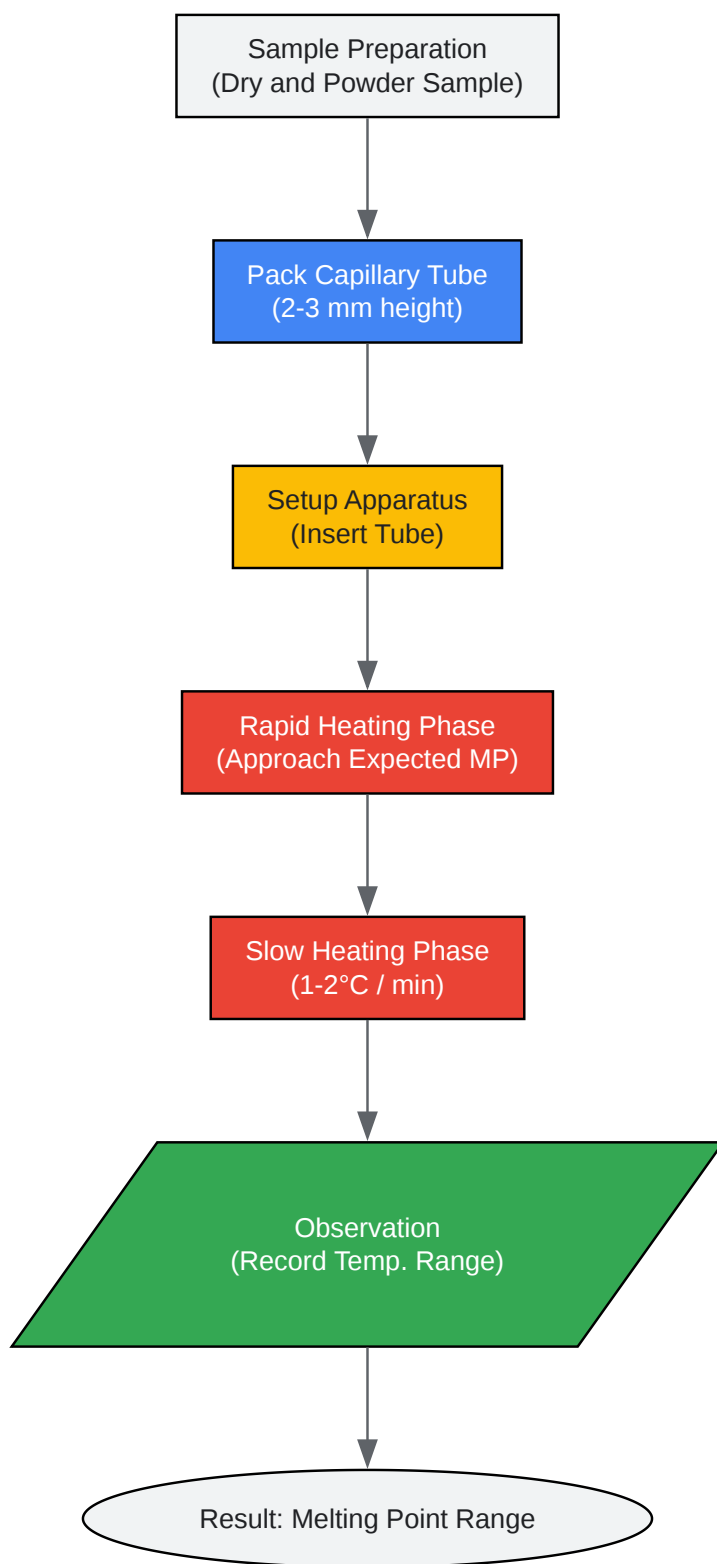 Sample Preparation
(Dry and Powder Sample)
Pack Capillary Tube
(2-3 mm height)
Setup Apparatus
(Insert Tube)
Rapid Heating Phase
(Approach Expected MP)
Slow Heating Phase
(1-2°C / min)
Observation
(Record Temp. Range)
Result: Melting Point Range